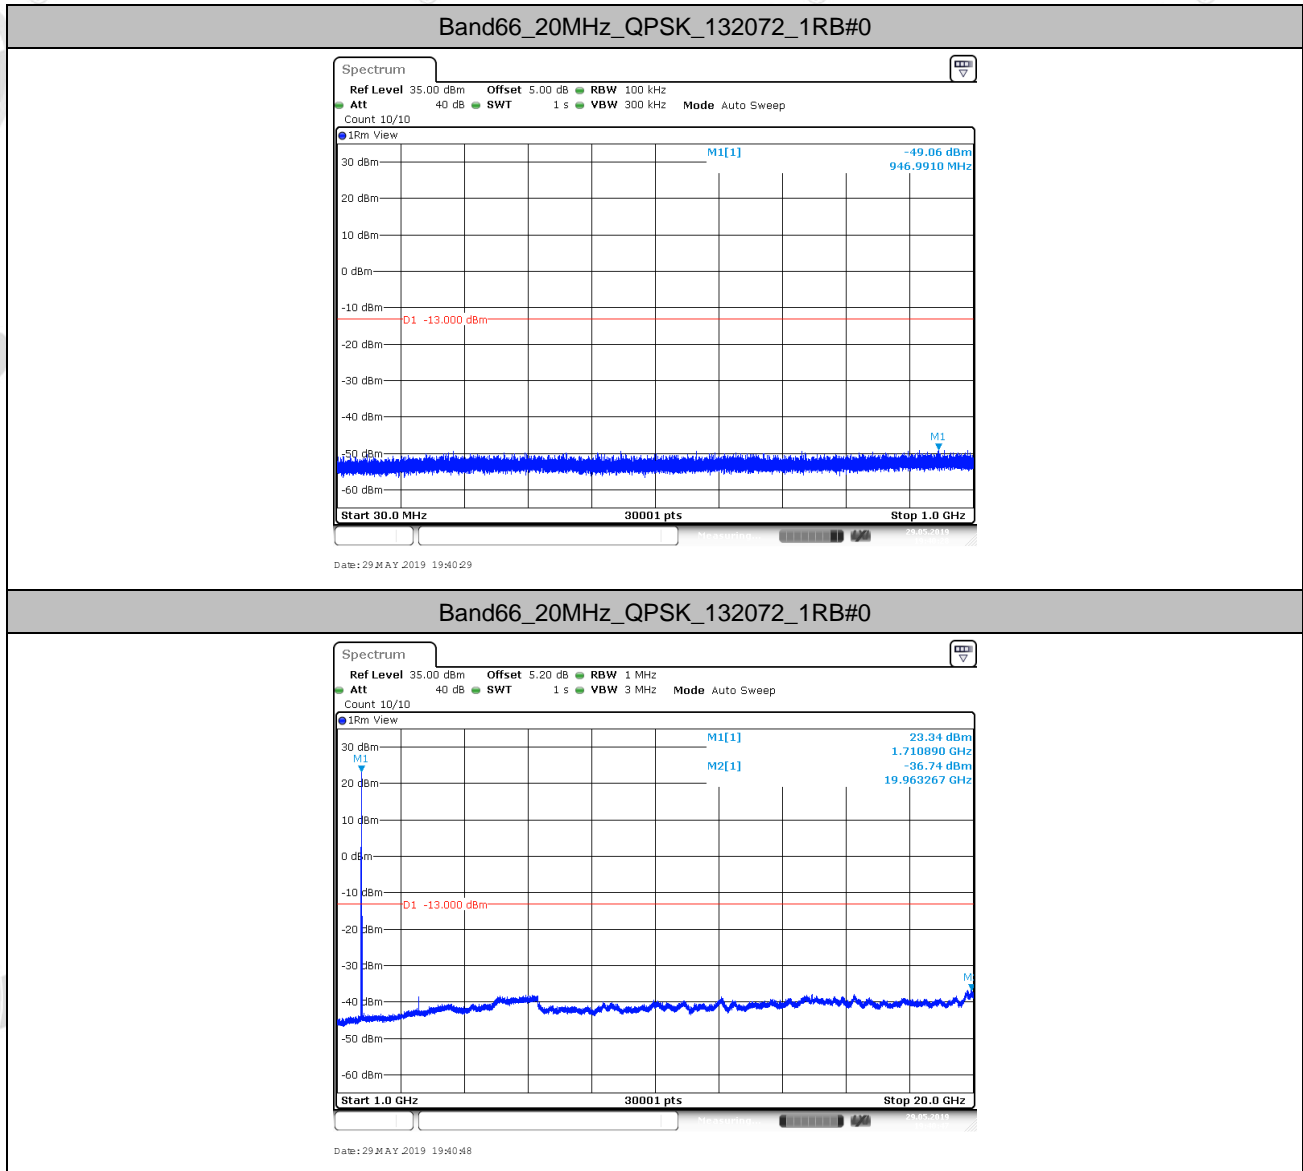 Band66_20MHz_QPSK_132072_1RB#0
Spectrum
Ref Level 35.00 dBm Offset 5.00 dB RBW 100 kHz
Att 40 dB SWT 1 s VBW 300 kHz Mode Auto Sweep
Count 10/10
1Rm View
M1[1] -49.06 dBm
946.9910 MHz
30 dBm
20 dBm
10 dBm
0 dBm
-10 dBm
D1 -13.000 dBm
-20 dBm
-30 dBm
-40 dBm
M1
-50 dBm
-60 dBm
Start 30.0 MHz 30001 pts Stop 1.0 GHz
Measuring... 29.05.2019
Date: 29.MAY.2019 19:40:29
Band66_20MHz_QPSK_132072_1RB#0
Spectrum
Ref Level 35.00 dBm Offset 5.20 dB RBW 1 MHz
Att 40 dB SWT 1 s VBW 3 MHz Mode Auto Sweep
Count 10/10
1Rm View
M1[1] 23.34 dBm
1.710890 GHz
M2[1] -36.74 dBm
19.963267 GHz
30 dBm
M1
20 dBm
10 dBm
0 dBm
-10 dBm
D1 -13.000 dBm
-20 dBm
-30 dBm
M
-40 dBm
-50 dBm
-60 dBm
Start 1.0 GHz 30001 pts Stop 20.0 GHz
Measuring... 29.05.2019
Date: 29.MAY.2019 19:40:48